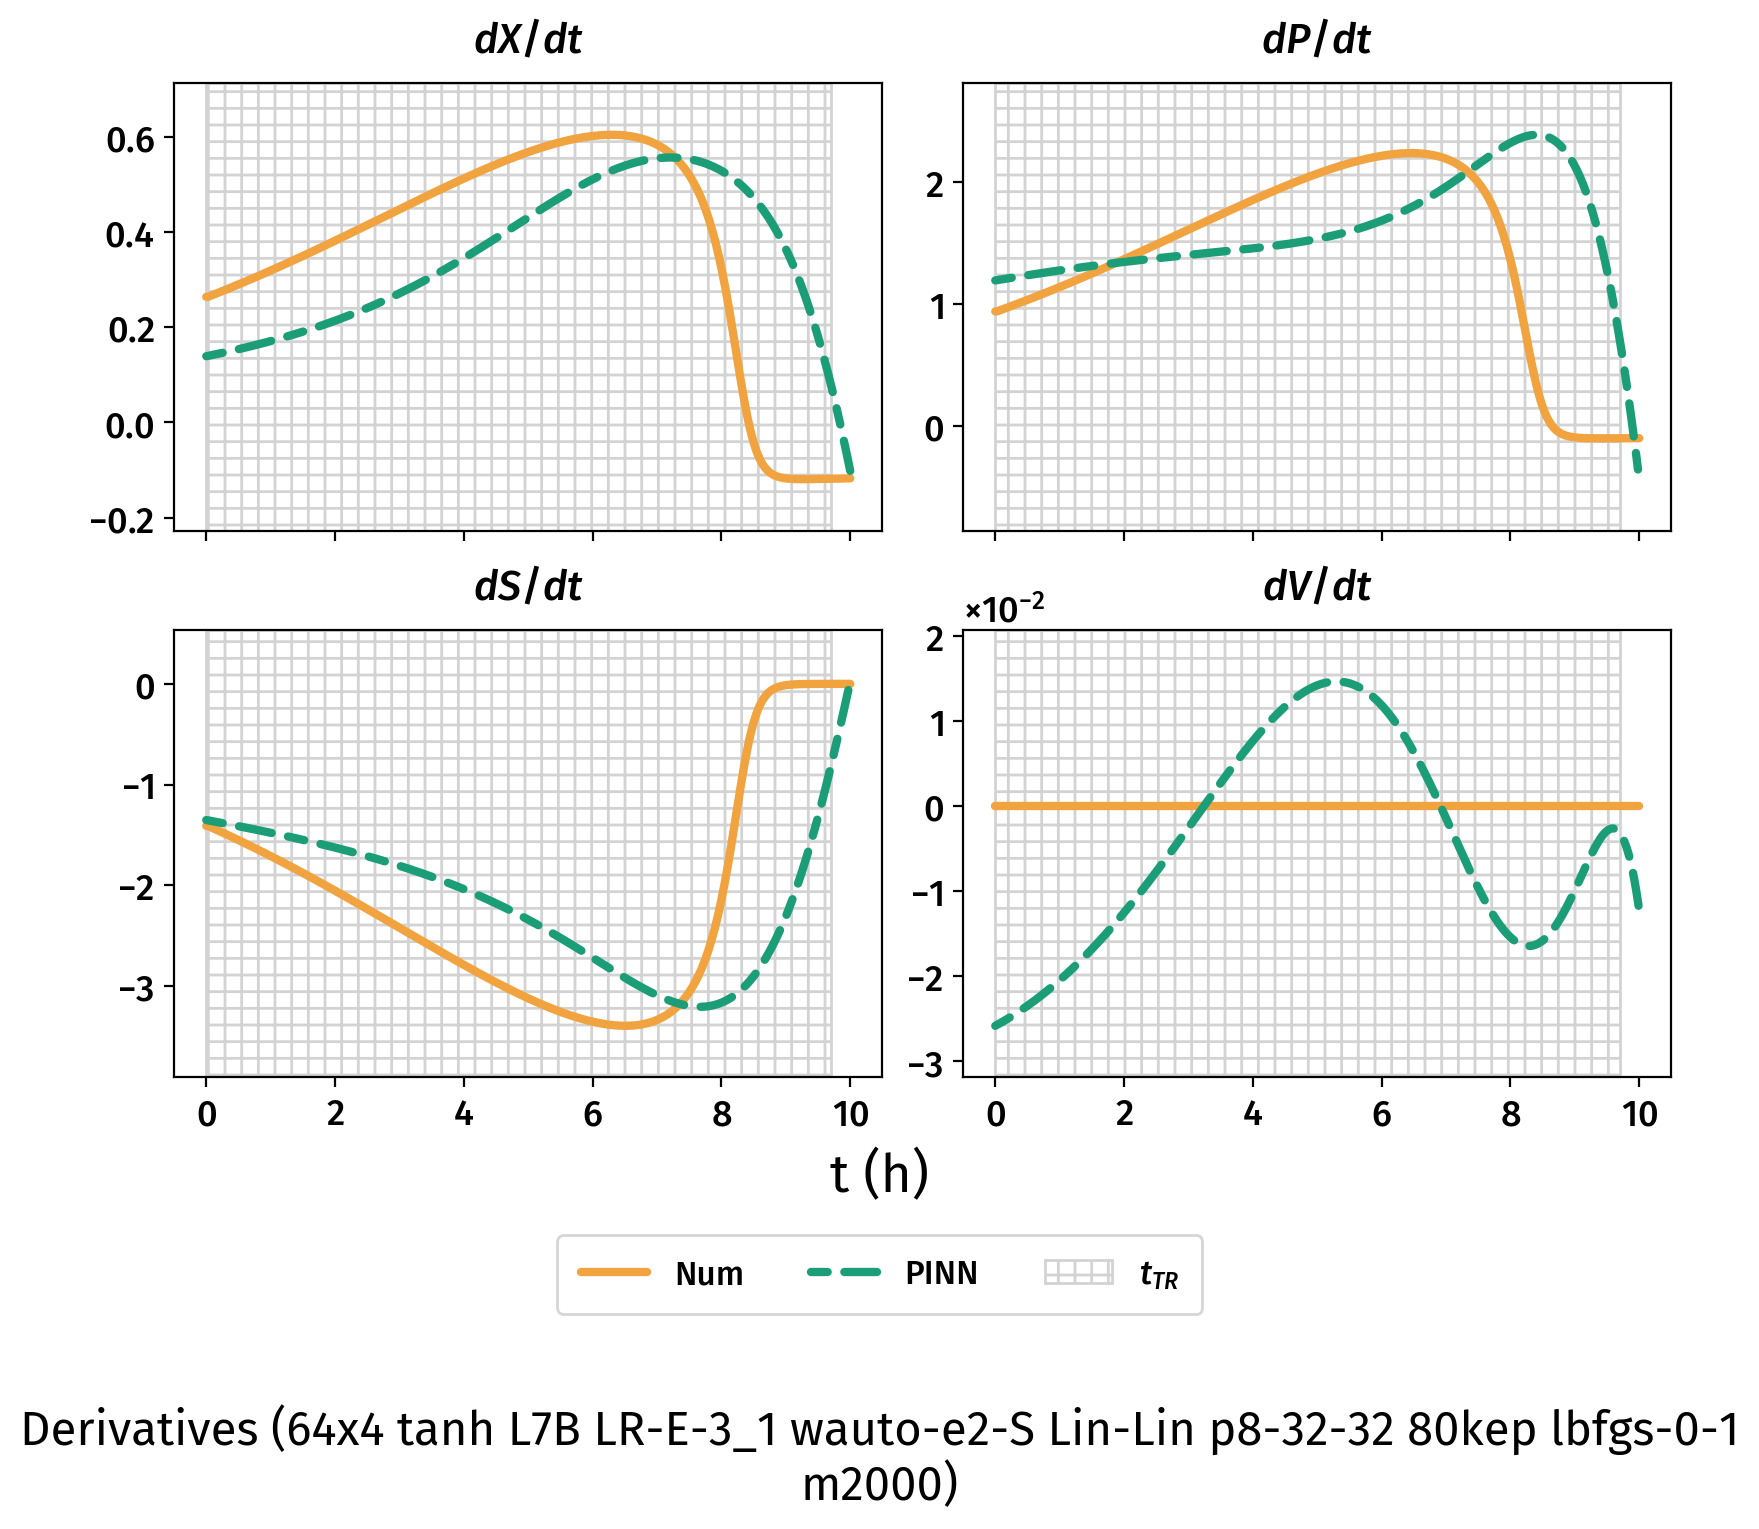 dX/dt
dP/dt
0.6
0.4
0.2
0.0
−0.2
2
1
0
dS/dt
dV/dt
×10⁻²
0
−1
−2
−3
2
1
0
−1
−2
−3
0 2 4 6 8 10
0 2 4 6 8 10
t (h)
Num PINN t_TR
Derivatives (64x4 tanh L7B LR-E-3_1 wauto-e2-S Lin-Lin p8-32-32 80kep lbfgs-0-1
m2000)